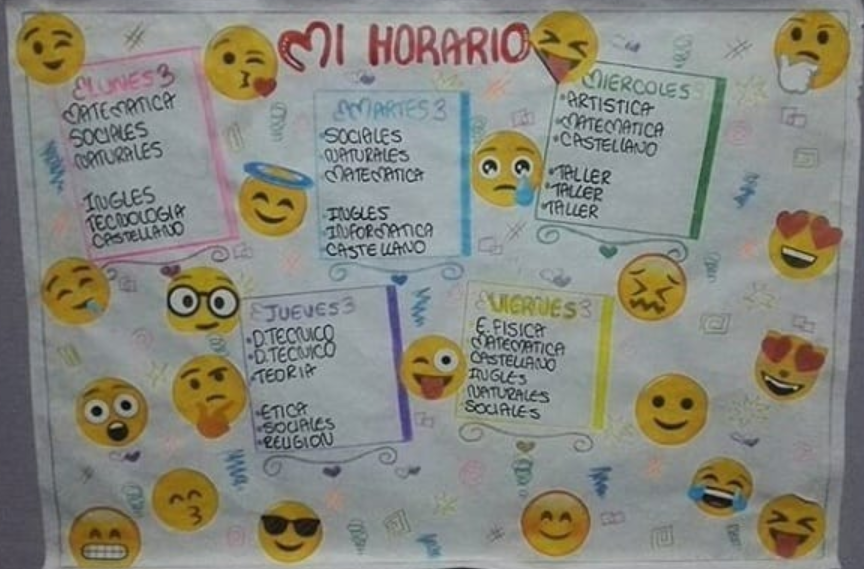 MI HORARIO
LUNES
MATEMATICA
SOCIALES
NATURALES
INGLES
TECNOLOGIA
CASTELLANO
MARTES
SOCIALES
NATURALES
MATEMATICA
INGLES
INFORMATICA
CASTELLANO
MIERCOLES
ARTISTICA
MATEMATICA
CASTELLANO
TALLER
TALLER
TALLER
JUEVES
D.TECNICO
D.TECNICO
TEORIA
ETICA
SOCIALES
RELIGION
VIERNES
E.FISICA
MATEMATICA
CASTELLANO
INGLES
NATURALES
SOCIALES